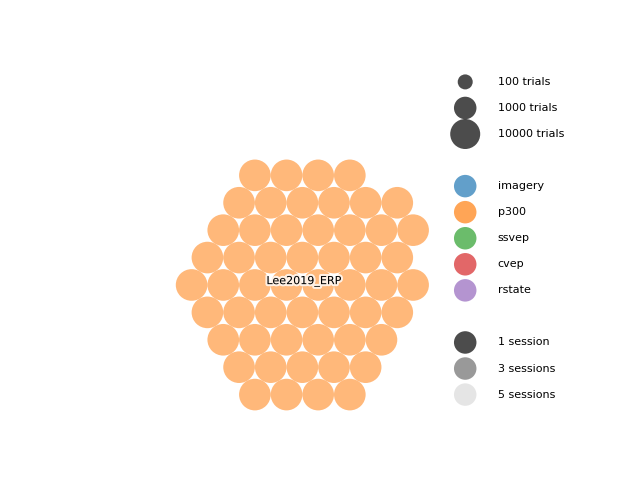 100 trials
1000 trials
10000 trials
imagery
p300
ssvep
Lee2019_ERP
cvep
rstate
1 session
3 sessions
5 sessions